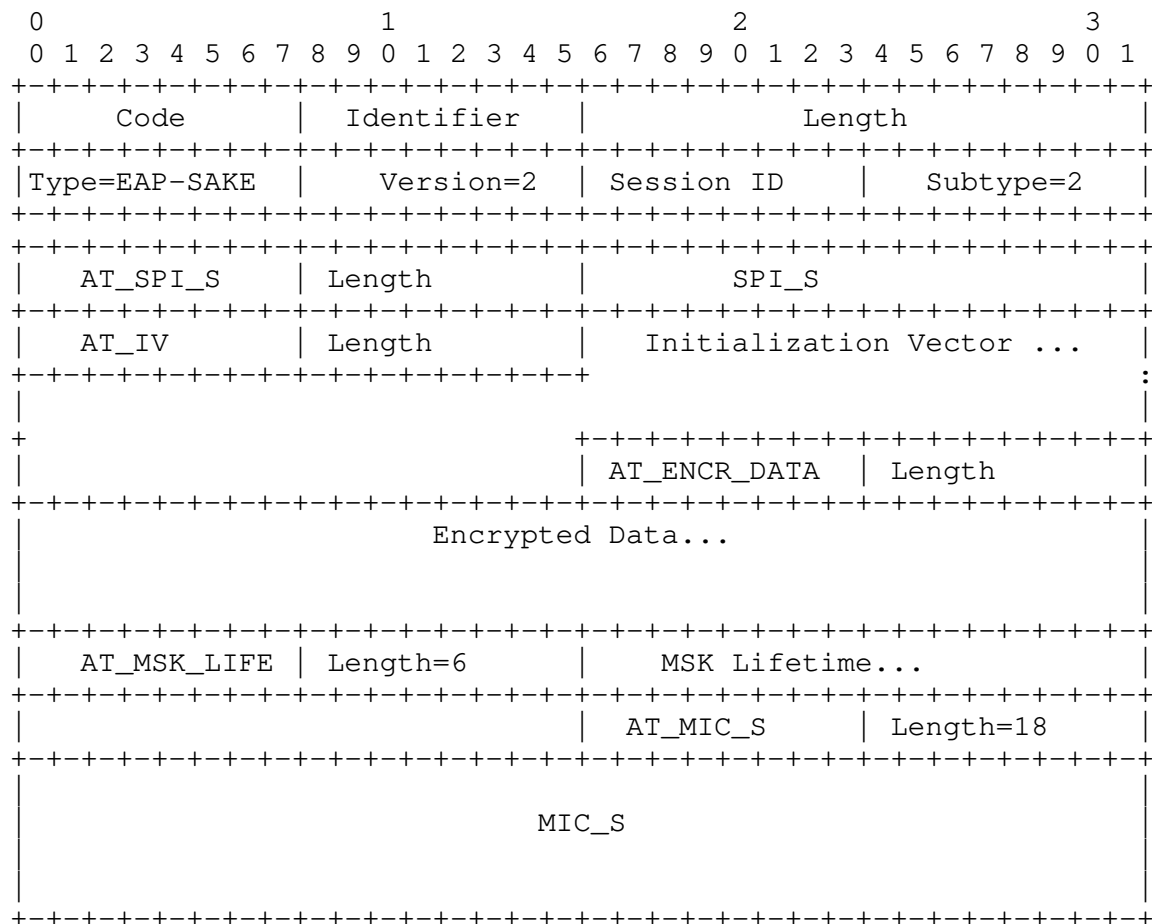 0                   1                   2                   3
 0 1 2 3 4 5 6 7 8 9 0 1 2 3 4 5 6 7 8 9 0 1 2 3 4 5 6 7 8 9 0 1
+-+-+-+-+-+-+-+-+-+-+-+-+-+-+-+-+-+-+-+-+-+-+-+-+-+-+-+-+-+-+-+-+
|     Code      |  Identifier   |            Length             |
+-+-+-+-+-+-+-+-+-+-+-+-+-+-+-+-+-+-+-+-+-+-+-+-+-+-+-+-+-+-+-+-+
|Type=EAP-SAKE  |    Version=2  | Session ID    |   Subtype=2   |
+-+-+-+-+-+-+-+-+-+-+-+-+-+-+-+-+-+-+-+-+-+-+-+-+-+-+-+-+-+-+-+-+
+-+-+-+-+-+-+-+-+-+-+-+-+-+-+-+-+-+-+-+-+-+-+-+-+-+-+-+-+-+-+-+-+
|   AT_SPI_S    | Length        |        SPI_S                  |
+-+-+-+-+-+-+-+-+-+-+-+-+-+-+-+-+-+-+-+-+-+-+-+-+-+-+-+-+-+-+-+-+
|   AT_IV       | Length        |   Initialization Vector ...   |
+-+-+-+-+-+-+-+-+-+-+-+-+-+-+-+-+                               :
|                                                               |
+                               +-+-+-+-+-+-+-+-+-+-+-+-+-+-+-+-+
|                               | AT_ENCR_DATA  | Length        |
+-+-+-+-+-+-+-+-+-+-+-+-+-+-+-+-+-+-+-+-+-+-+-+-+-+-+-+-+-+-+-+-+
|                       Encrypted Data...                       |
|                                                               |
|                                                               |
+-+-+-+-+-+-+-+-+-+-+-+-+-+-+-+-+-+-+-+-+-+-+-+-+-+-+-+-+-+-+-+-+
|   AT_MSK_LIFE | Length=6      |    MSK Lifetime...            |
+-+-+-+-+-+-+-+-+-+-+-+-+-+-+-+-+-+-+-+-+-+-+-+-+-+-+-+-+-+-+-+-+
|                               |  AT_MIC_S     | Length=18     |
+-+-+-+-+-+-+-+-+-+-+-+-+-+-+-+-+-+-+-+-+-+-+-+-+-+-+-+-+-+-+-+-+
|                                                               |
|                             MIC_S                             |
|                                                               |
|                                                               |
+-+-+-+-+-+-+-+-+-+-+-+-+-+-+-+-+-+-+-+-+-+-+-+-+-+-+-+-+-+-+-+-+